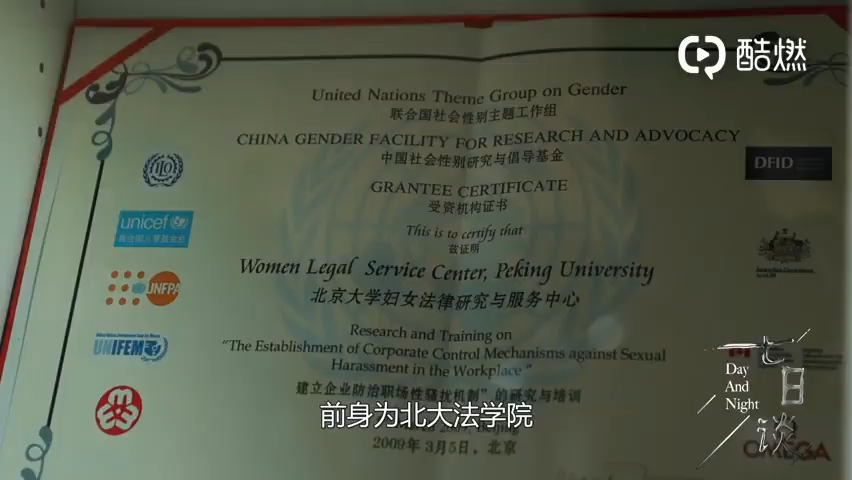 酷燃
United Nations Theme Group on Gender
联合国社会性别主题工作组
CHINA GENDER FACILITY FOR RESEARCH AND ADVOCACY
中国社会性别研究与倡导基金
GRANTEE CERTIFICATE
受资机构证书
This is to certify that
兹证明
Women Legal Service Center, Peking University
北京大学妇女法律研究与服务中心
Research and Training on
"The Establishment of Corporate Control Mechanisms against Sexual
Harassment in the Workplace"
建立企业防治职场性骚扰机制”的研究与培训
前身为北大法学院
2009年3月5日，北京
ILO
unicef
UNFPA
UNIFEM
DFID
OMEGA
七日谈
Day
And
Night